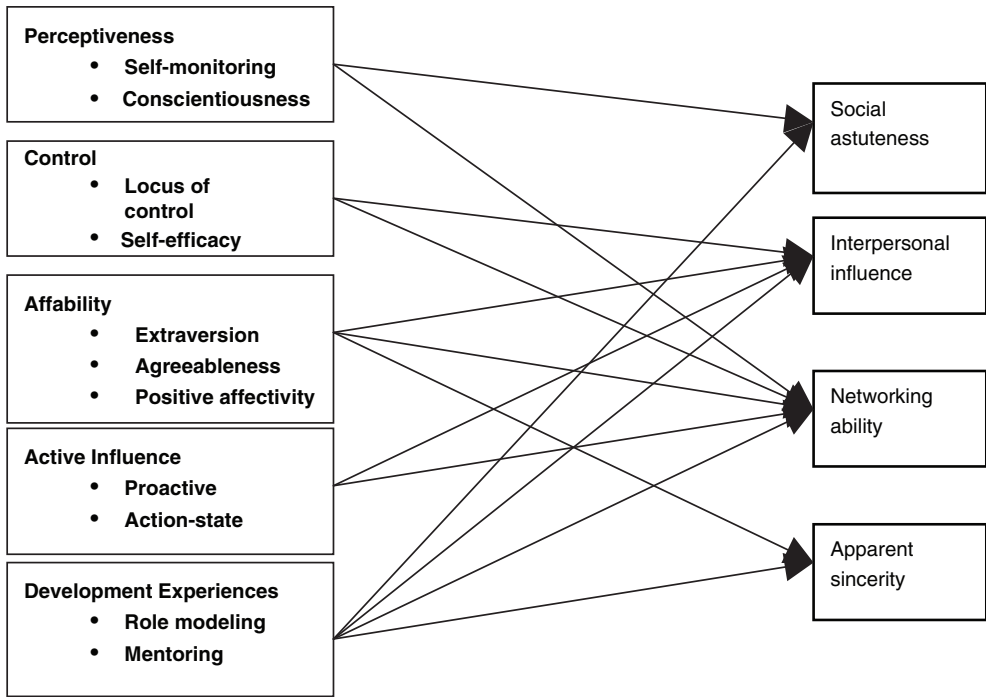 Perceptiveness
• Self-monitoring
• Conscientiousness
Control
• Locus of
control
• Self-efficacy
Affability
• Extraversion
• Agreeableness
• Positive affectivity
Active Influence
• Proactive
• Action-state
Development Experiences
• Role modeling
• Mentoring
Social
astuteness
Interpersonal
influence
Networking
ability
Apparent
sincerity